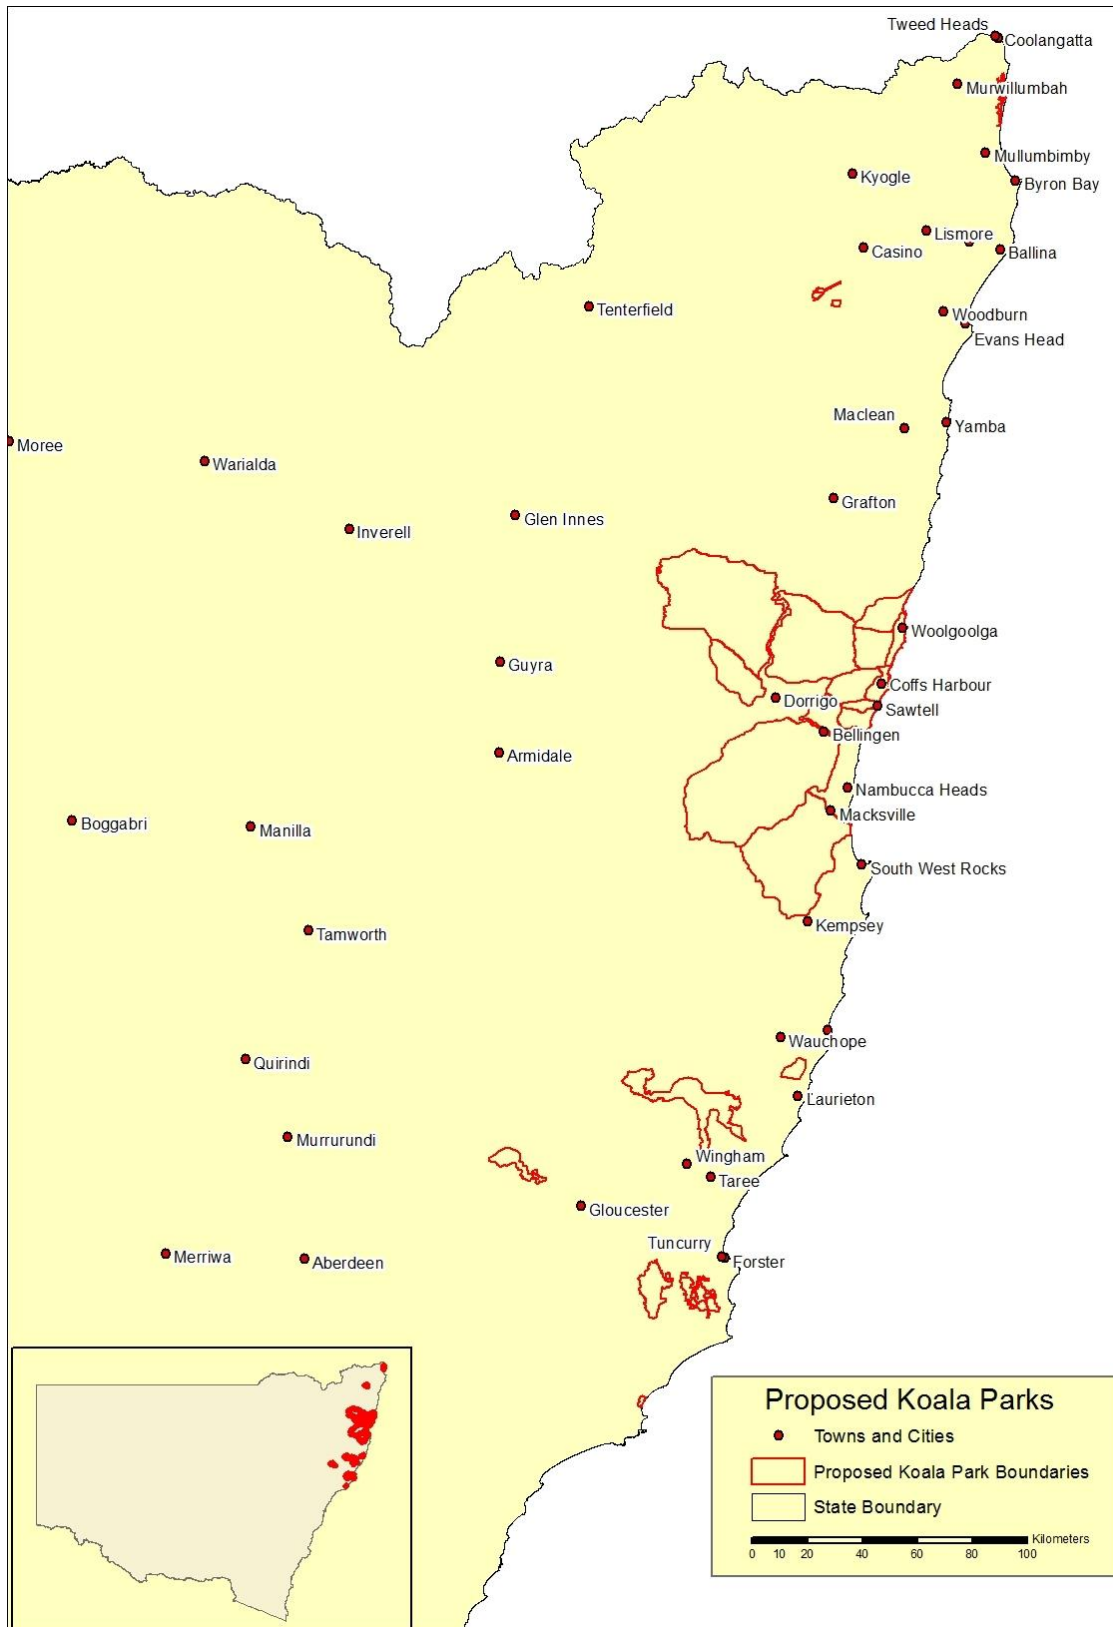 Tweed Heads
Coolangatta
Murwillumbah
Mullumbimby
Kyogle
Byron Bay
Lismore
Casino
Ballina
Tenterfield
Woodburn
Evans Head
Maclean
Yamba
Moree
Warialda
Grafton
Glen Innes
Inverell
Woolgoolga
Guyra
Coffs Harbour
Dorrigo
Sawtell
Bellingen
Armidale
Nambucca Heads
Boggabri
Manilla
Macksville
South West Rocks
Kempsey
Tamworth
Wauchope
Quirindi
Laurieton
Murrurundi
Wingham
Taree
Gloucester
Tuncurry
Merriwa
Aberdeen
Forster
Proposed Koala Parks
Towns and Cities
Proposed Koala Park Boundaries
State Boundary
Kilometers
0 10 20 40 60 80 100